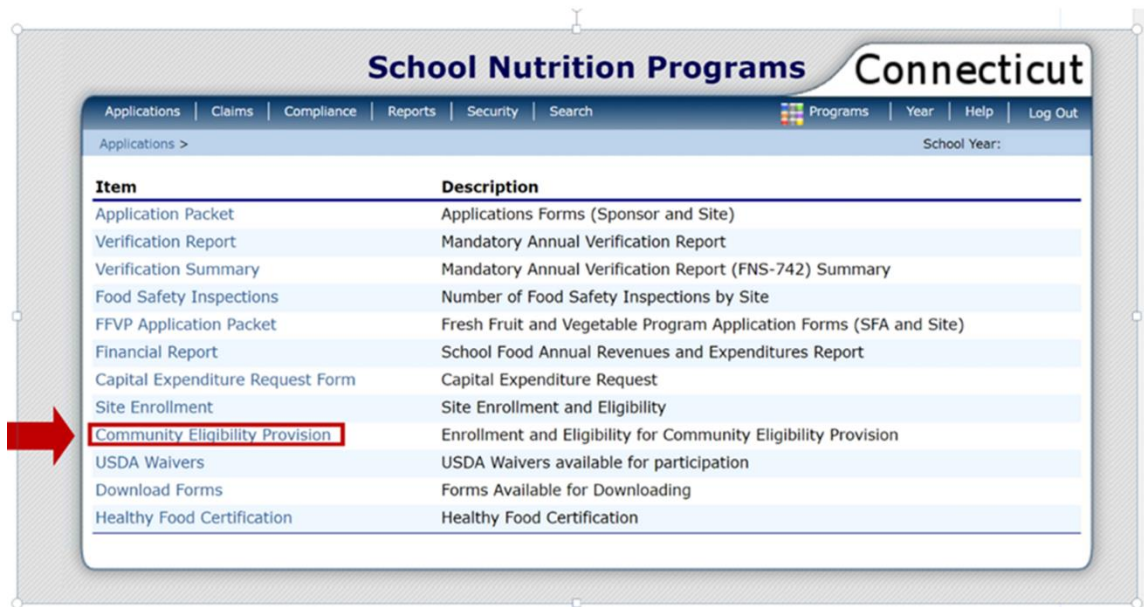 School Nutrition Programs Connecticut
Applications | Claims | Compliance | Reports | Security | Search Programs | Year | Help | Log Out
Applications > School Year:
Item Description
Application Packet Applications Forms (Sponsor and Site)
Verification Report Mandatory Annual Verification Report
Verification Summary Mandatory Annual Verification Report (FNS-742) Summary
Food Safety Inspections Number of Food Safety Inspections by Site
FFVP Application Packet Fresh Fruit and Vegetable Program Application Forms (SFA and Site)
Financial Report School Food Annual Revenues and Expenditures Report
Capital Expenditure Request Form Capital Expenditure Request
Site Enrollment Site Enrollment and Eligibility
Community Eligibility Provision Enrollment and Eligibility for Community Eligibility Provision
USDA Waivers USDA Waivers available for participation
Download Forms Forms Available for Downloading
Healthy Food Certification Healthy Food Certification